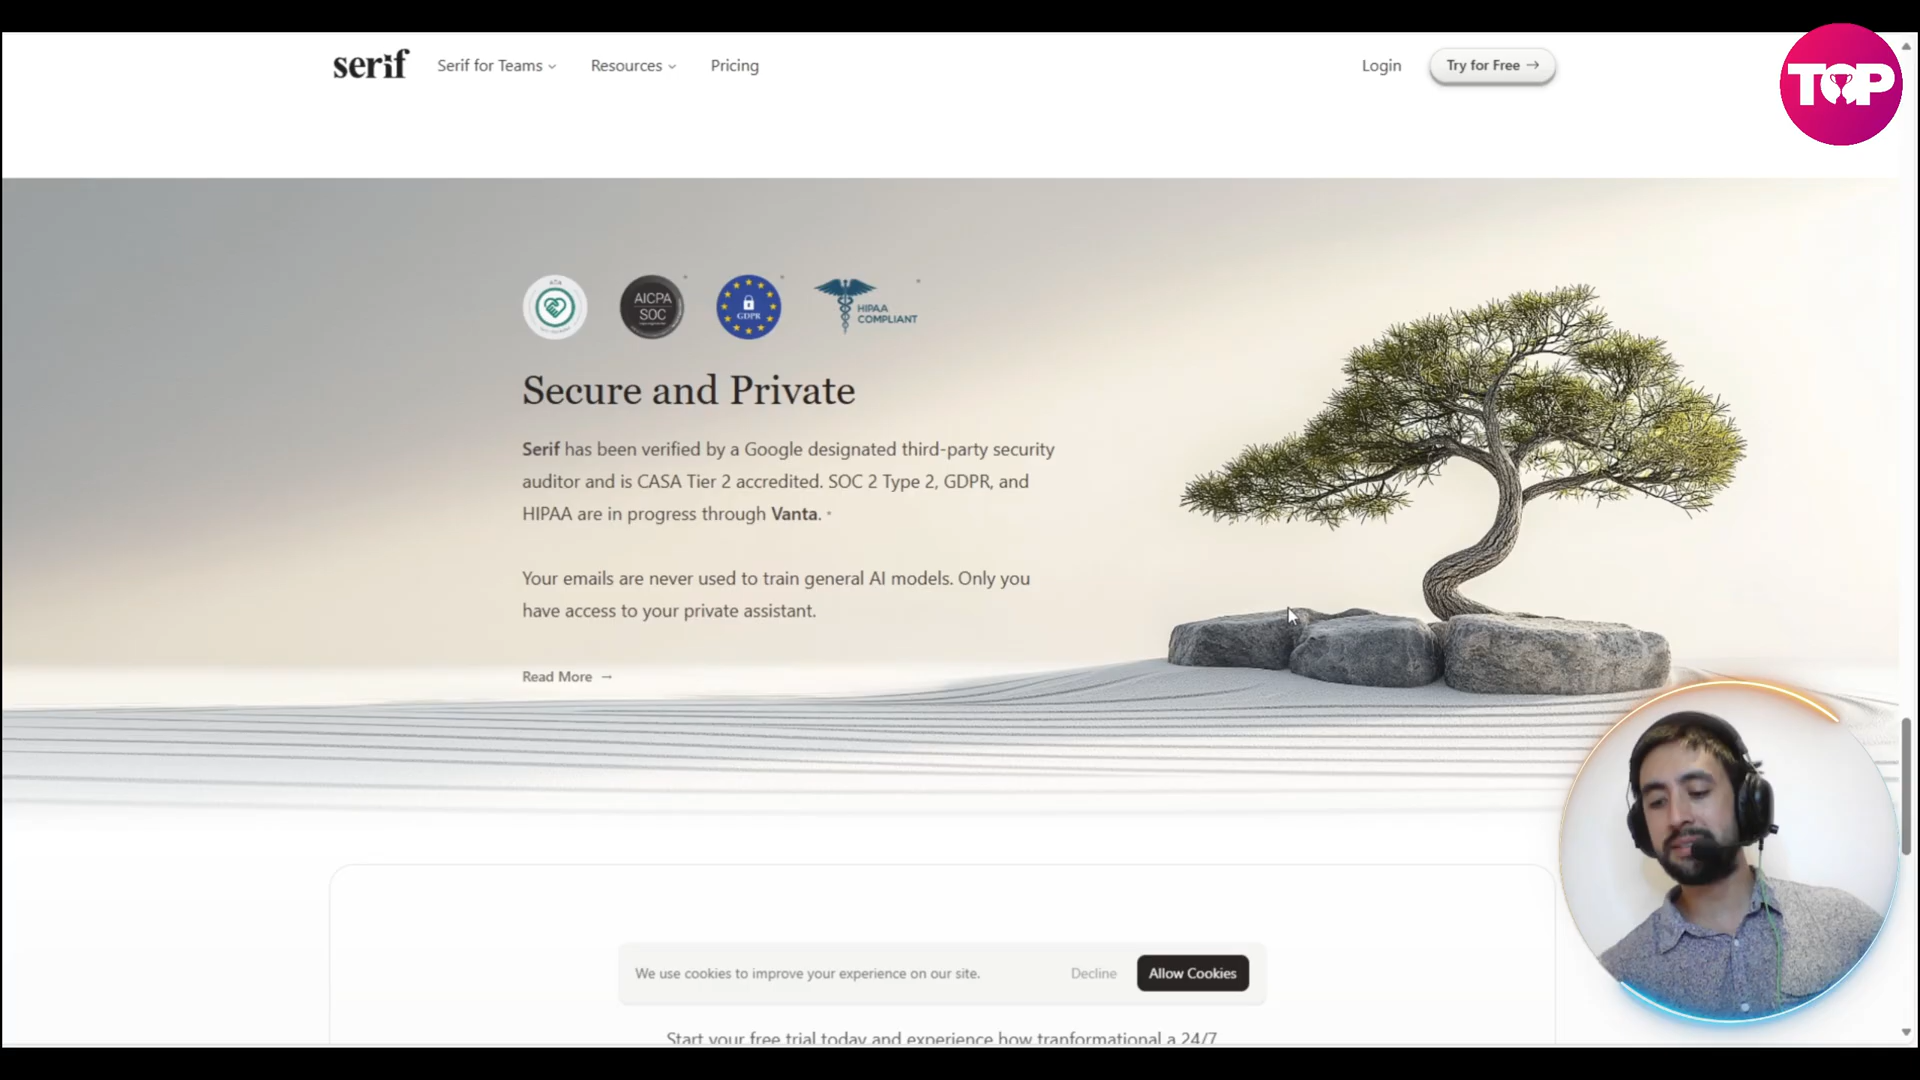 serif
Serif for Teams
Resources
Pricing
Login
Try for Free →
TOP
ADA
AICPA
SOC
GDPR
HIPAA
COMPLIANT
Secure and Private
Serif has been verified by a Google designated third-party security
auditor and is CASA Tier 2 accredited. SOC 2 Type 2, GDPR, and
HIPAA are in progress through Vanta. *
Your emails are never used to train general AI models. Only you
have access to your private assistant.
Read More →
We use cookies to improve your experience on our site.
Decline
Allow Cookies
Start your free trial today and experience how tranformational a 24/7